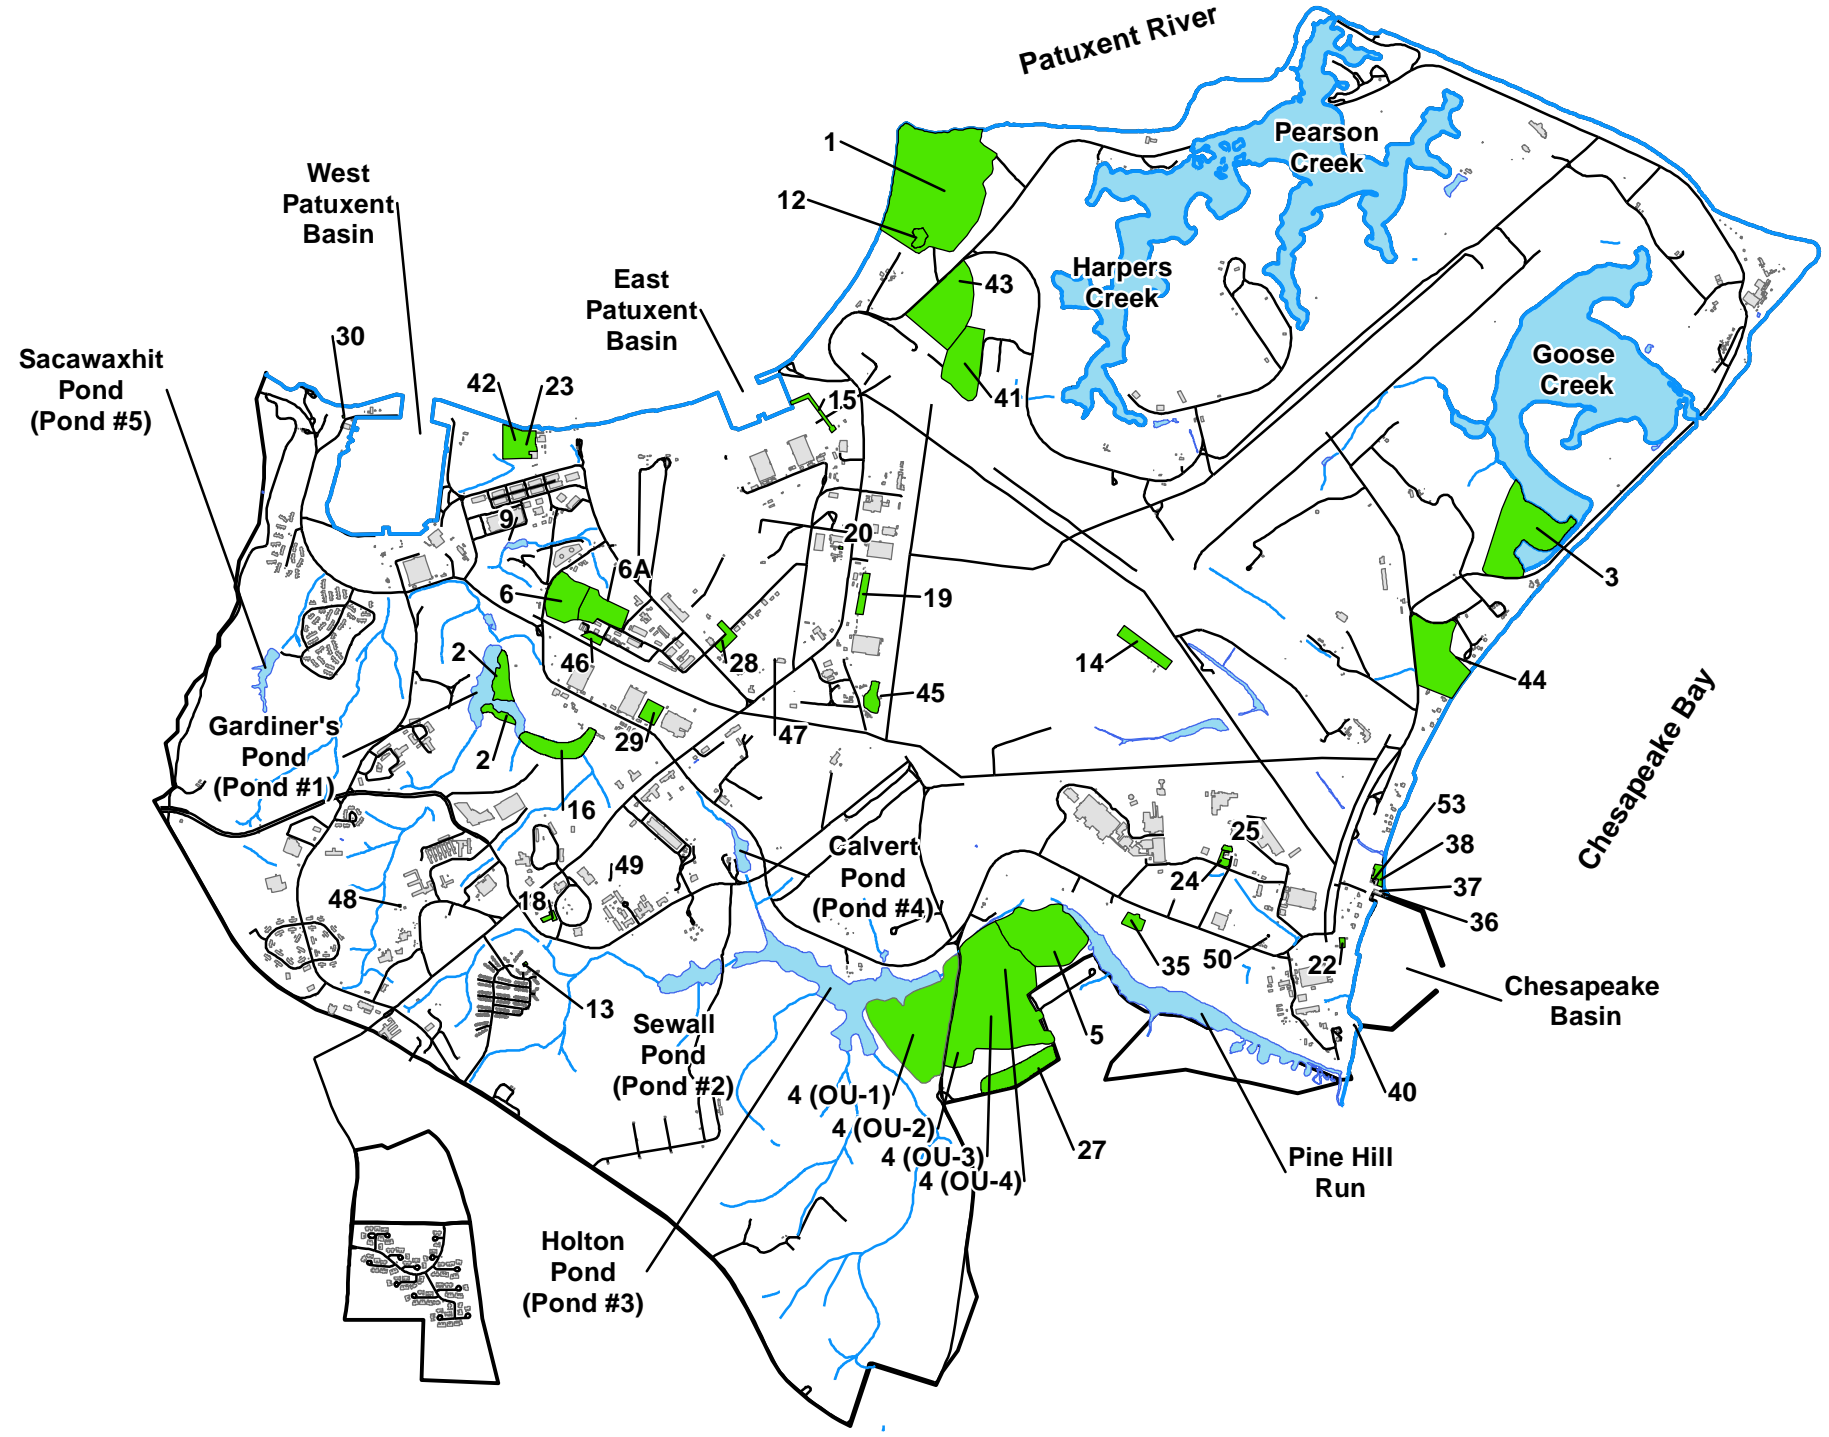 Patuxent River
1
Pearson
Creek
West
Patuxent
Basin
12
Harpers
Creek
43
East
Patuxent
Basin
30
Sacawaxhit
Pond
(Pond #5)
Goose
Creek
42
23
15
41
9
20
6A
6
19
3
2
46
28
14
45
44
Gardiner's
Pond
(Pond #1)
29
47
2
Chesapeake Bay
16
53
25
38
Calvert
Pond
(Pond #4)
49
24
37
48
18
36
35
50
22
Chesapeake
Basin
13
Sewall
Pond
(Pond #2)
5
4 (OU-1)
40
4 (OU-2)
27
4 (OU-3)
4 (OU-4)
Pine Hill
Run
Holton
Pond
(Pond #3)